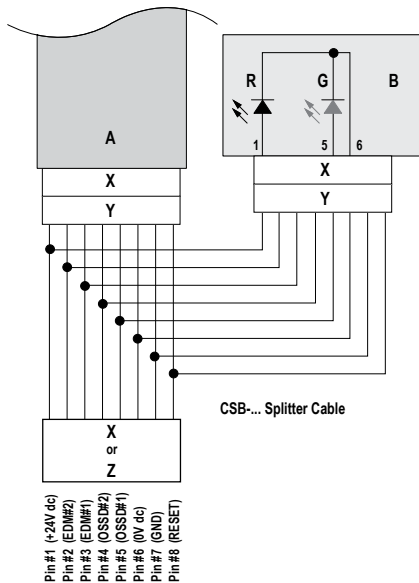 R G B
A
1 5 6
X
X
Y
Y
CSB-... Splitter Cable
X
or
Z
Pin #1 (+24V dc)
Pin #2 (EDM#2)
Pin #3 (EDM#1)
Pin #4 (OSSD#2)
Pin #5 (OSSD#1)
Pin #6 (0V dc)
Pin #7 (GND)
Pin #8 (RESET)